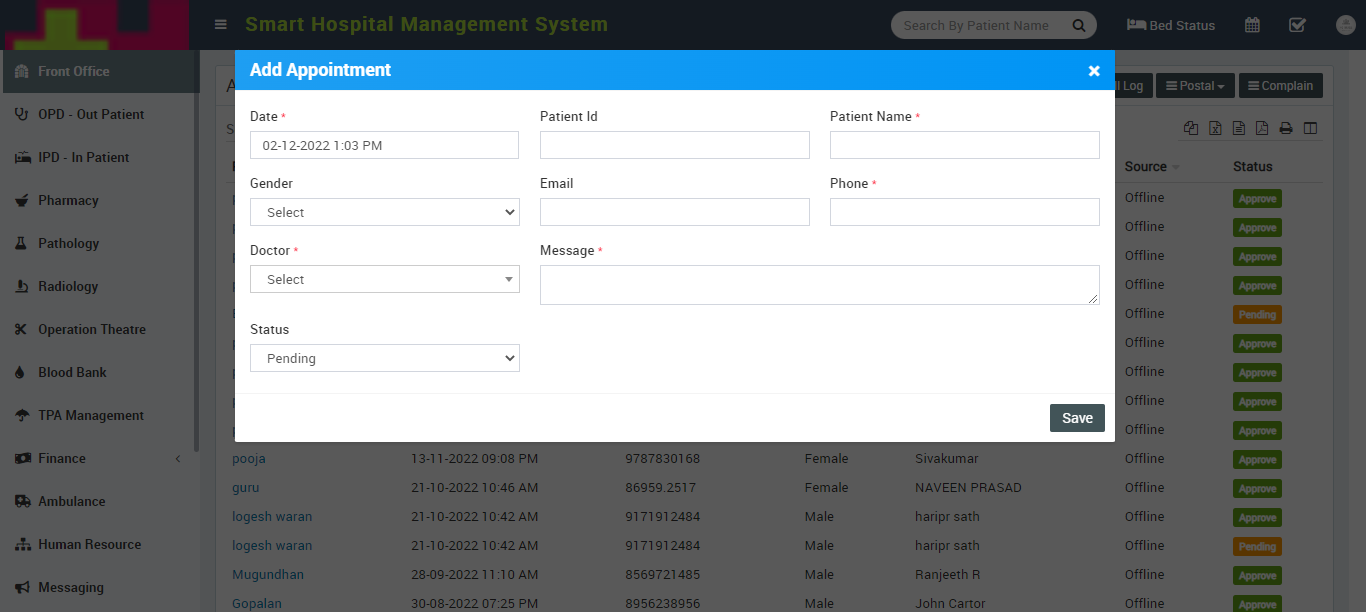 Smart Hospital Management System
Search By Patient Name
Bed Status
Front Office
OPD - Out Patient
IPD - In Patient
Pharmacy
Pathology
Radiology
Operation Theatre
Blood Bank
TPA Management
Finance
Ambulance
Human Resource
Messaging
Log
Postal
Complain
Add Appointment
×
Date *
02-12-2022 1:03 PM
Patient Id
Patient Name *
Gender
Select
Email
Phone *
Doctor *
Select
Message *
Status
Pending
Save
Source Status
Offline Approve
Offline Approve
Offline Approve
Offline Approve
Offline Pending
Offline Approve
Offline Approve
Offline Approve
Offline Approve
pooja 13-11-2022 09:08 PM 9787830168 Female Sivakumar Offline Approve
guru 21-10-2022 10:46 AM 86959.2517 Female NAVEEN PRASAD Offline Approve
logesh waran 21-10-2022 10:42 AM 9171912484 Male haripr sath Offline Approve
logesh waran 21-10-2022 10:42 AM 9171912484 Male haripr sath Offline Pending
Mugundhan 28-09-2022 11:10 AM 8569721485 Male Ranjeeth R Offline Approve
Gopalan 30-08-2022 07:25 PM 8956238956 Male John Cartor Offline Approve